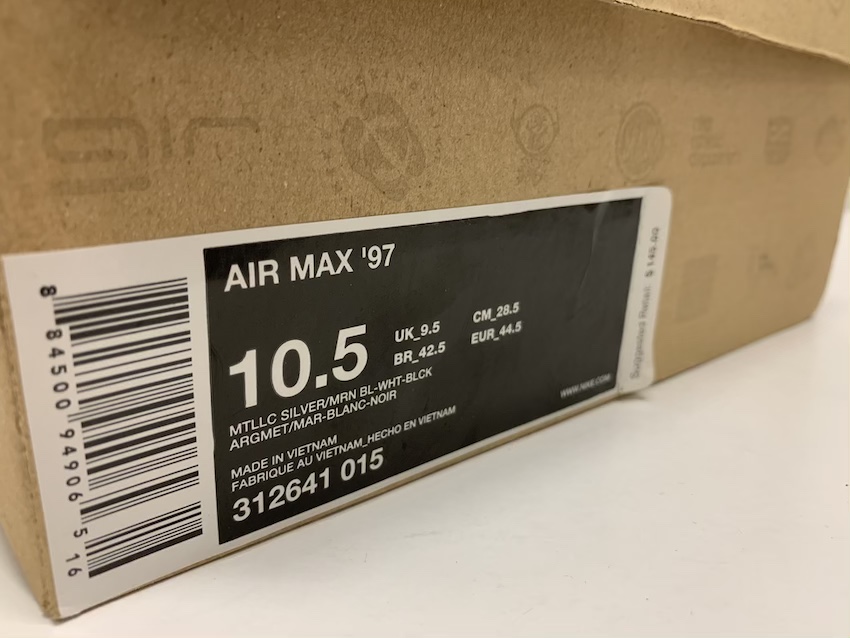 AIR MAX '97
10.5
UK_9.5 CM_28.5
BR_42.5 EUR_44.5
MTLLC SILVER/MRN BL-WHT-BLCK
ARGMET/MAR-BLANC-NOIR
MADE IN VIETNAM
FABRIQUE AU VIETNAM_HECHO EN VIETNAM
312641 015
WWW.NIKE.COM
Suggested Retail $ 145.00
8 84500 94906 5 16